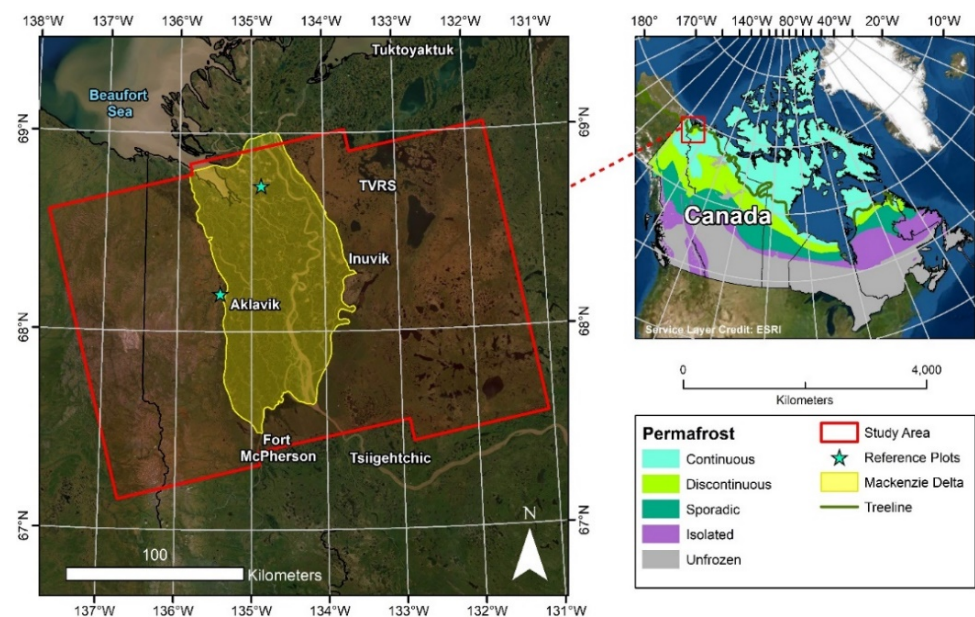 138°W 137°W 136°W 135°W 134°W 133°W 132°W 131°W
180° 170°W 140°W 80°W 40°W 20°W 10°W
Tuktoyaktuk
Beaufort
Sea
69°N
69°N
TVRS
Inuvik
Aklavik
68°N
68°N
Fort
McPherson
Tsiigehtchic
67°N
67°N
N
100
Kilometers
137°W 136°W 135°W 134°W 133°W 132°W 131°W
Canada
Service Layer Credit: ESRI
0 4,000
Kilometers
Permafrost
Continuous
Discontinuous
Sporadic
Isolated
Unfrozen
Study Area
Reference Plots
Mackenzie Delta
Treeline